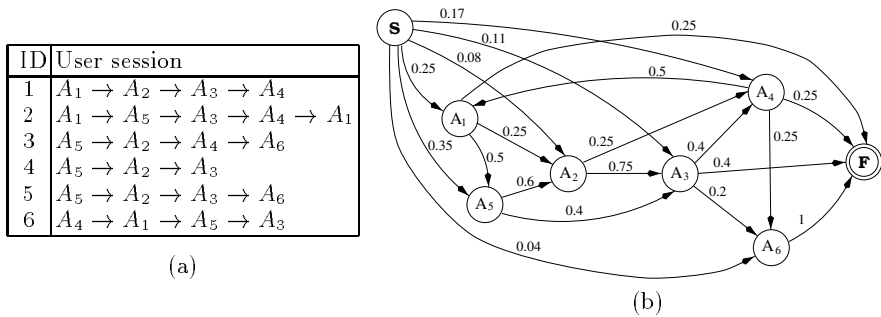 ID User session
1 A1 → A2 → A3 → A4
2 A1 → A5 → A3 → A4 → A1
3 A5 → A2 → A4 → A6
4 A5 → A2 → A3
5 A5 → A2 → A3 → A6
6 A4 → A1 → A5 → A3
(a)
S
0.17
0.11
0.08
0.25
0.35
0.25
0.5
A1
A4
0.25
0.25
0.25
0.4
0.25
0.5
0.75
0.4
F
A2
A3
0.6
0.2
A5
0.4
1
A6
0.04
(b)